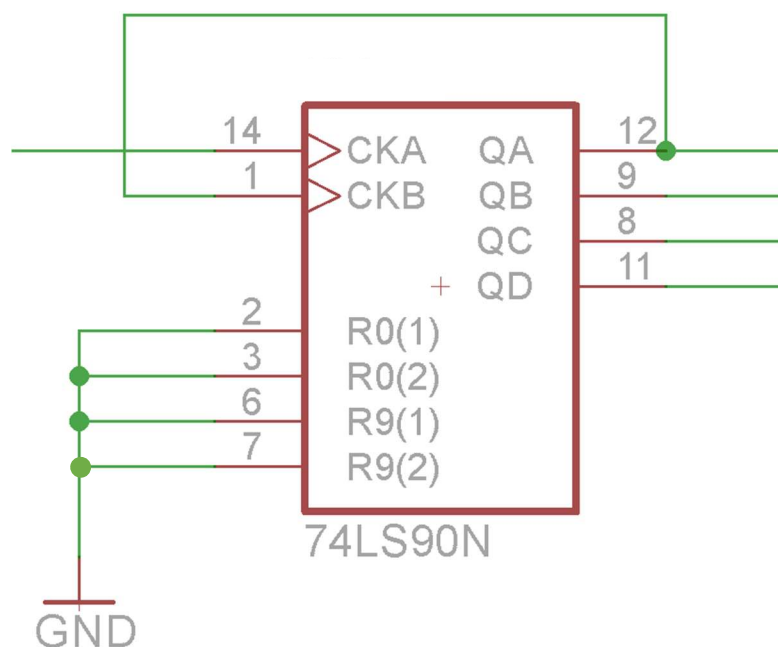 14 CKA QA 12
1 CKB QB 9
QC 8
QD 11
2 R0(1)
3 R0(2)
6 R9(1)
7 R9(2)
74LS90N
GND